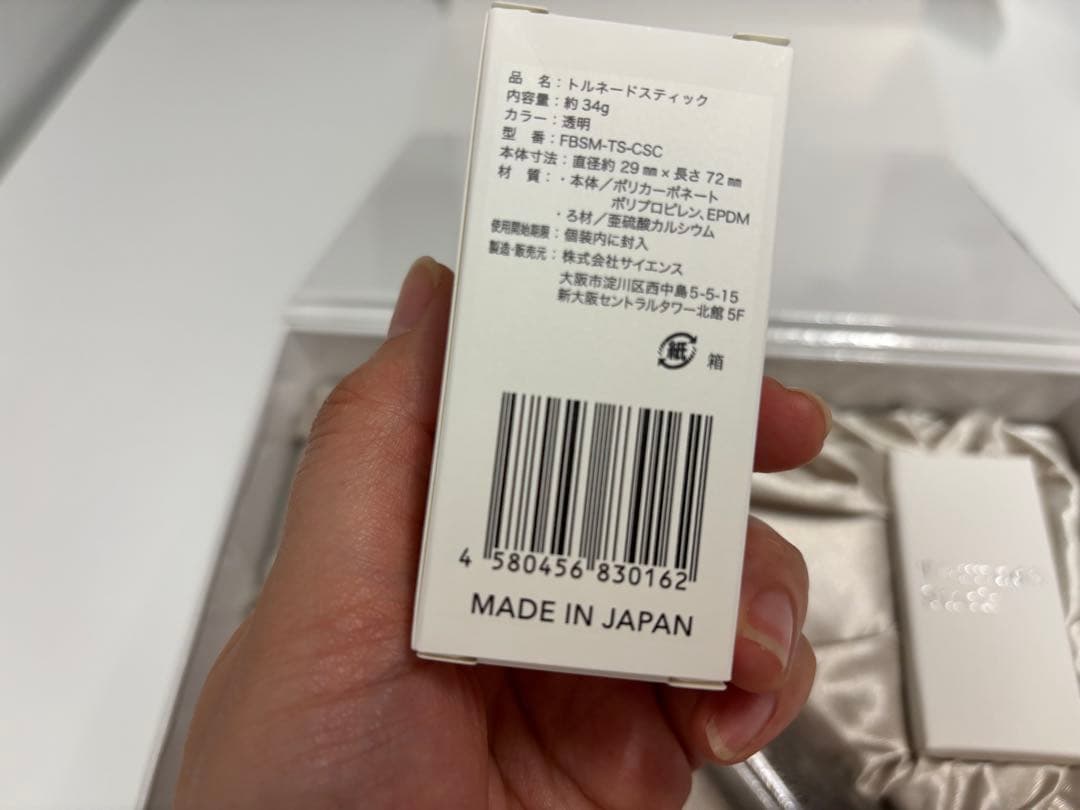 品 名：トルネードスティック
内容量：約34g
カラー：透明
型 番：FBSM-TS-CSC
本体寸法：直径約 29㎜×長さ 72㎜
材 質：・本体／ポリカーボネート
ポリプロピレン、EPDM
・ろ材／亜硫酸カルシウム
使用開始期限：個装内に封入
製造・販売元：株式会社サイエンス
大阪市淀川区西中島5-5-15
新大阪セントラルタワー北館 5F
紙 箱
4 580456 830162
MADE IN JAPAN